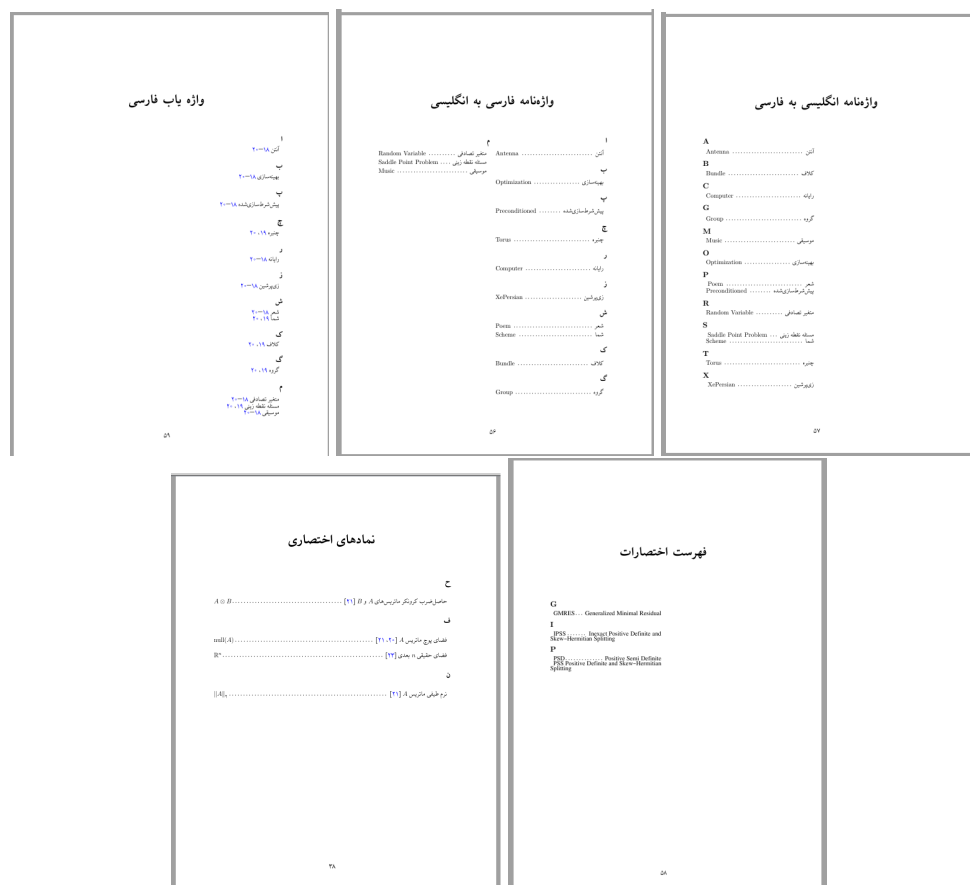 واژه یاب فارسی
ا
آنتن ۱۸–۲۰
ب
بهینه‌سازی ۱۸–۲۰
پ
پیش‌شرط‌سازی‌شده ۱۸–۲۰
چ
چنبره ۱۹، ۲۰
ر
رایانه ۱۸–۲۰
ز
زی‌پرشین ۱۸–۲۰
ش
شعر ۱۸–۲۰
شما ۱۹، ۲۰
ک
کلاف ۱۹، ۲۰
گ
گروه ۱۹، ۲۰
م
متغیر تصادفی ۱۸–۲۰
مسئله نقطه زینی ۱۹، ۲۰
موسیقی ۱۸–۲۰
۵۹
واژه‌نامه فارسی به انگلیسی
ا
آنتن ........ Antenna
ب
بهینه‌سازی ........ Optimization
پ
پیش‌شرط‌سازی‌شده ........ Preconditioned
چ
چنبره ........ Torus
ر
رایانه ........ Computer
ز
زی‌پرشین ........ XePersian
ش
شعر ........ Poem
شما ........ Scheme
ک
کلاف ........ Bundle
گ
گروه ........ Group
م
متغیر تصادفی ........ Random Variable
مسئله نقطه زینی .... Saddle Point Problem
موسیقی ........ Music
۵۶
واژه‌نامه انگلیسی به فارسی
A
Antenna ........ آنتن
B
Bundle ........ کلاف
C
Computer ........ رایانه
G
Group ........ گروه
M
Music ........ موسیقی
O
Optimization ........ بهینه‌سازی
P
Poem ........ شعر
Preconditioned ........ پیش‌شرط‌سازی‌شده
R
Random Variable ........ متغیر تصادفی
S
Saddle Point Problem ... مسئله نقطه زینی
Scheme ........ شما
T
Torus ........ چنبره
X
XePersian ........ زی‌پرشین
۵۷
نمادهای اختصاری
ح
حاصل‌ضرب کرونکر ماتریس‌های A و B [۲۱] ........ A ⊗ B
ف
فضای پوچ ماتریس A [۲۰، ۲۱] ........ null(A)
فضای حقیقی n بعدی [۲۳] ........ Rⁿ
ن
نرم طیفی ماتریس A [۲۱] ........ ||A||₂
۳۸
فهرست اختصارات
G
GMRES... Generalized Minimal Residual
I
IPSS ....... Inexact Positive Definite and
Skew–Hermitian Splitting
P
PSD ............. Positive Semi Definite
PSS Positive Definite and Skew–Hermitian
Splitting
۵۸